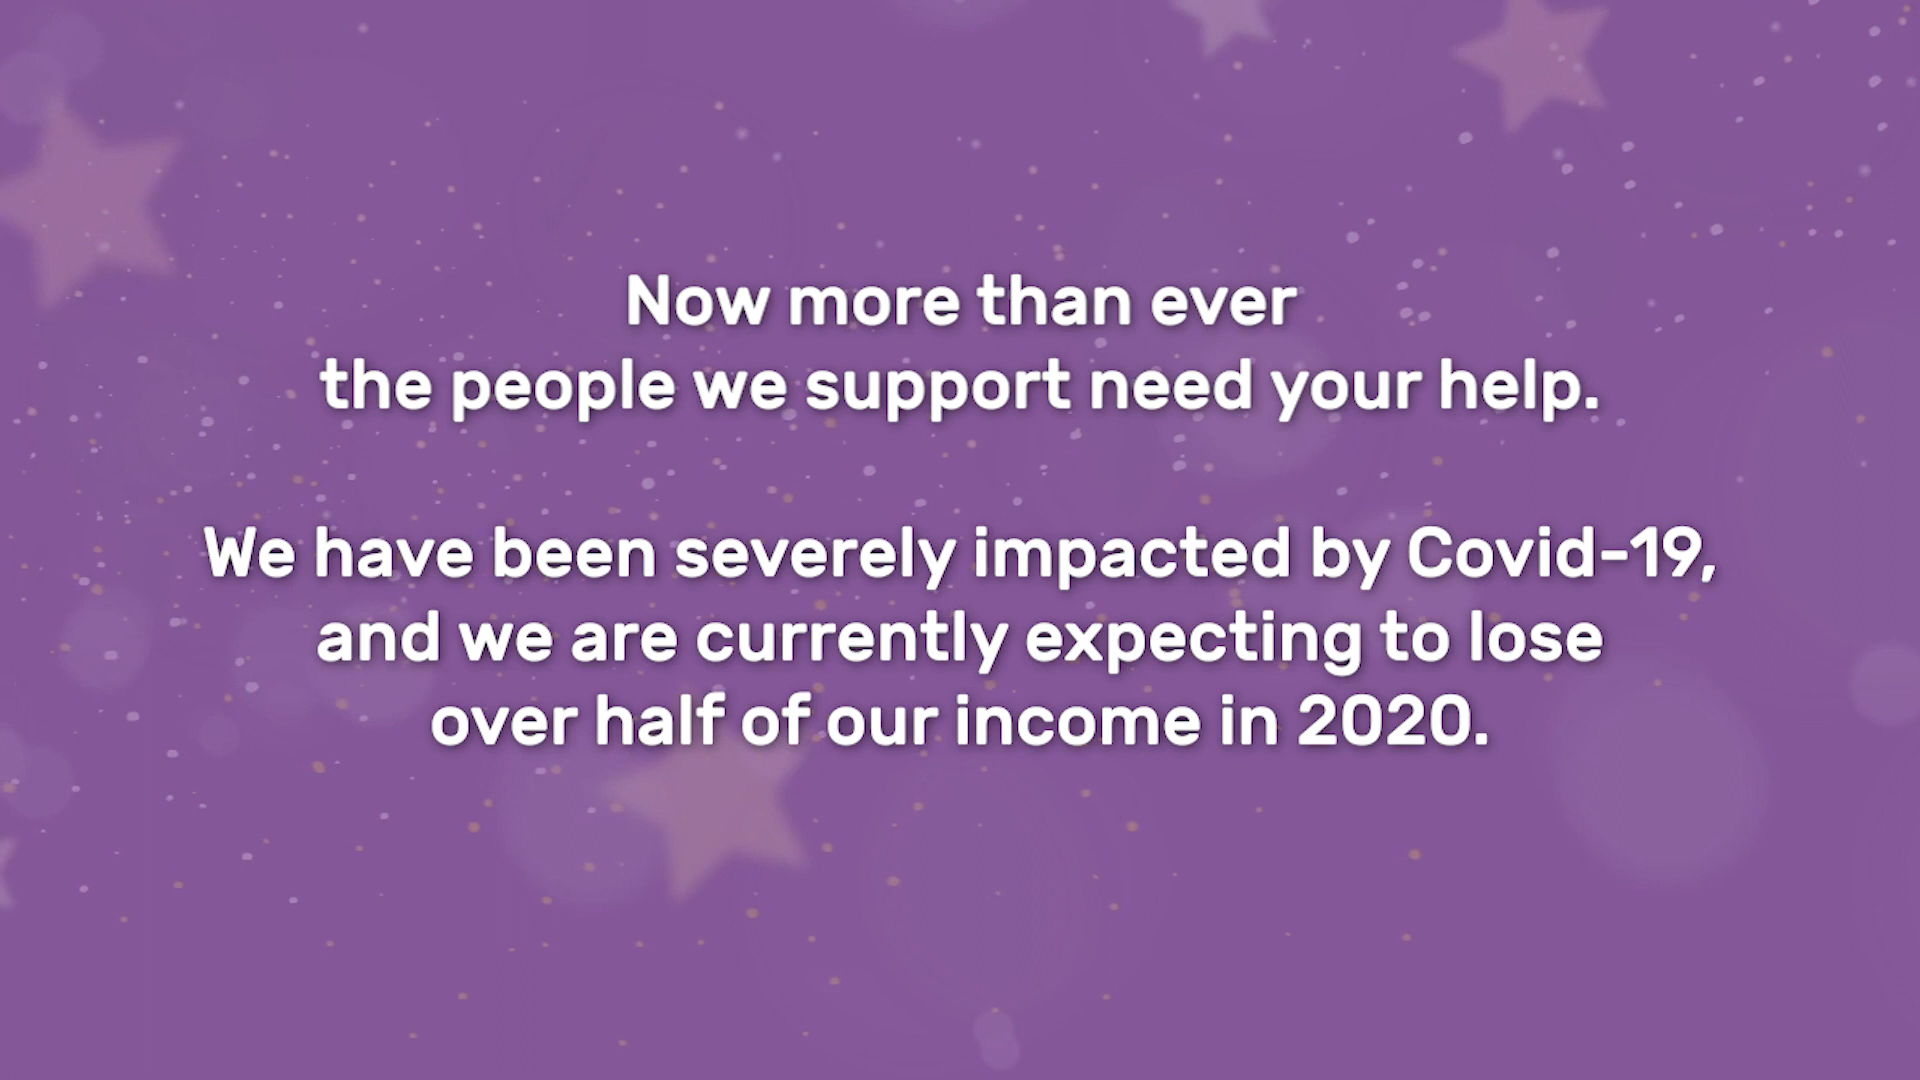 Now more than ever
the people we support need your help.
We have been severely impacted by Covid-19,
and we are currently expecting to lose
over half of our income in 2020.